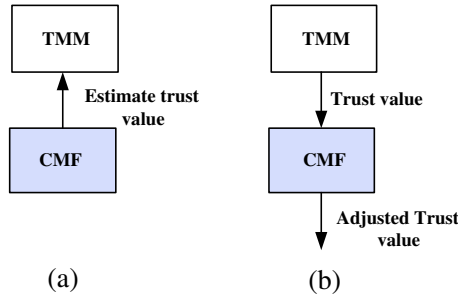 TMM
Estimate trust
value
CMF
(a)
TMM
Trust value
CMF
Adjusted Trust
value
(b)